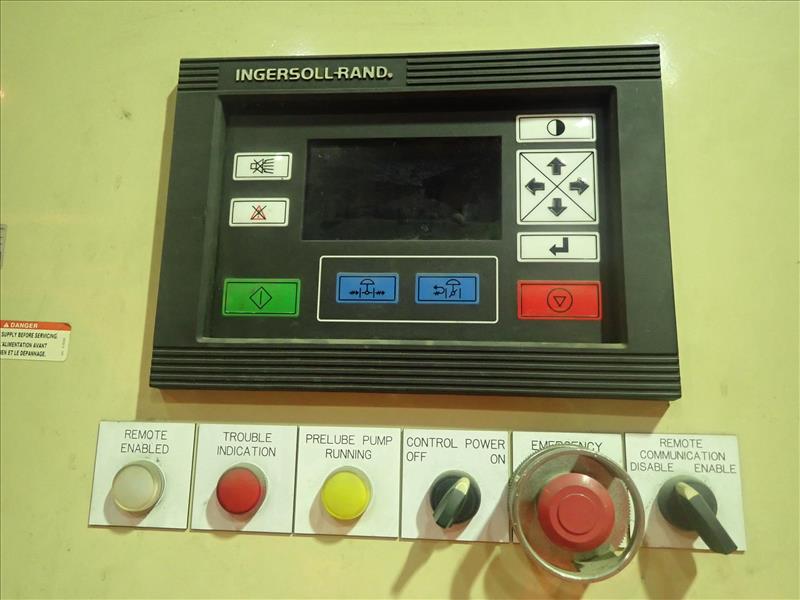 INGERSOLL-RAND®
DANGER
SUPPLY BEFORE SERVICING.
ALIMENTATION AVANT
EN ET LE DÉPANNAGE.
REMOTE
ENABLED
TROUBLE
INDICATION
PRELUBE PUMP
RUNNING
CONTROL POWER
OFF ON
EMERGENCY
REMOTE
COMMUNICATION
DISABLE ENABLE